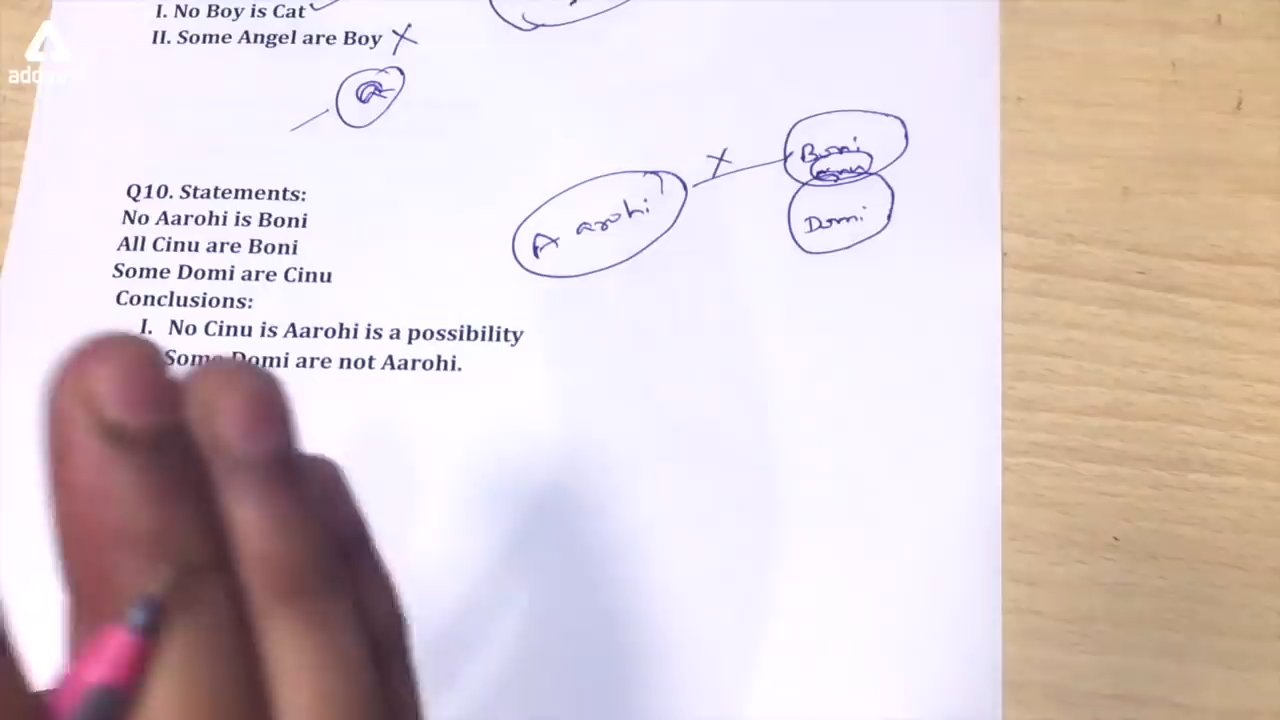 I. No Boy is Cat
II. Some Angel are Boy
Boni
Aarohi
Domi
Q10. Statements:
No Aarohi is Boni
All Cinu are Boni
Some Domi are Cinu
Conclusions:
I. No Cinu is Aarohi is a possibility
Some Domi are not Aarohi.